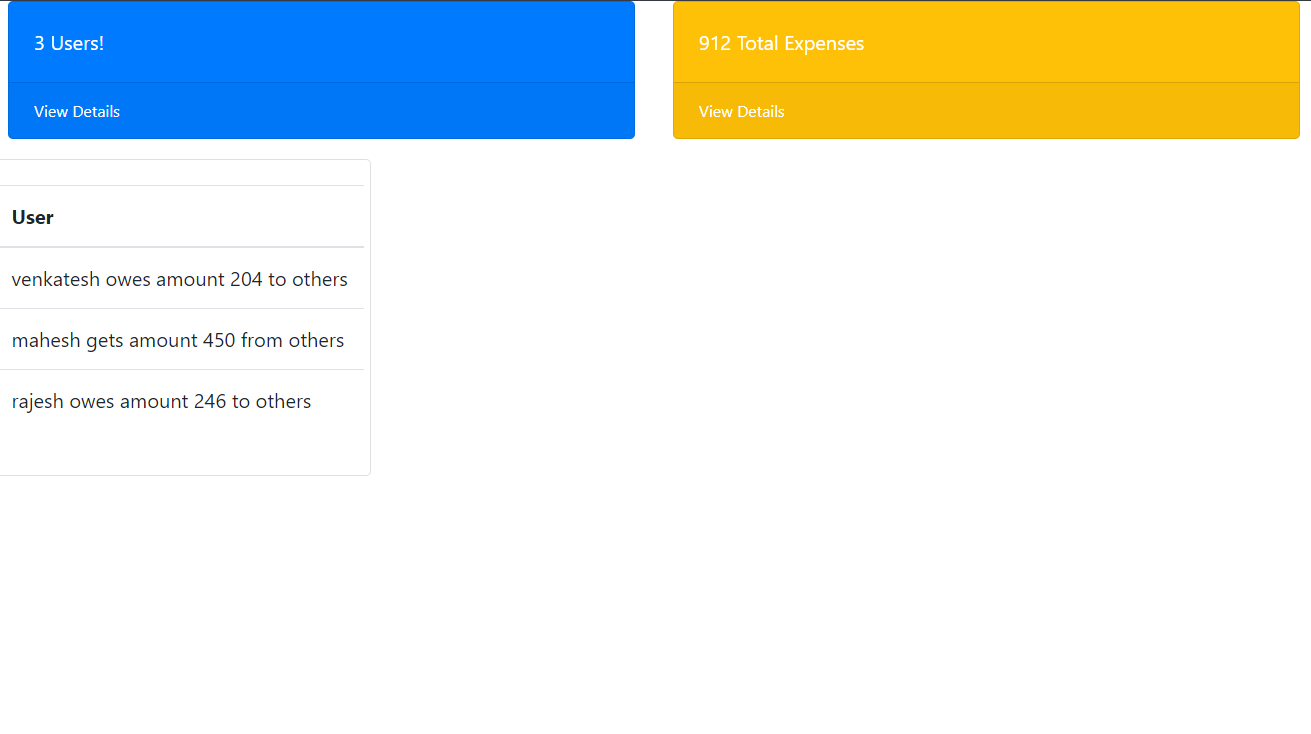 3 Users!
912 Total Expenses
View Details
View Details
User
venkatesh owes amount 204 to others
mahesh gets amount 450 from others
rajesh owes amount 246 to others